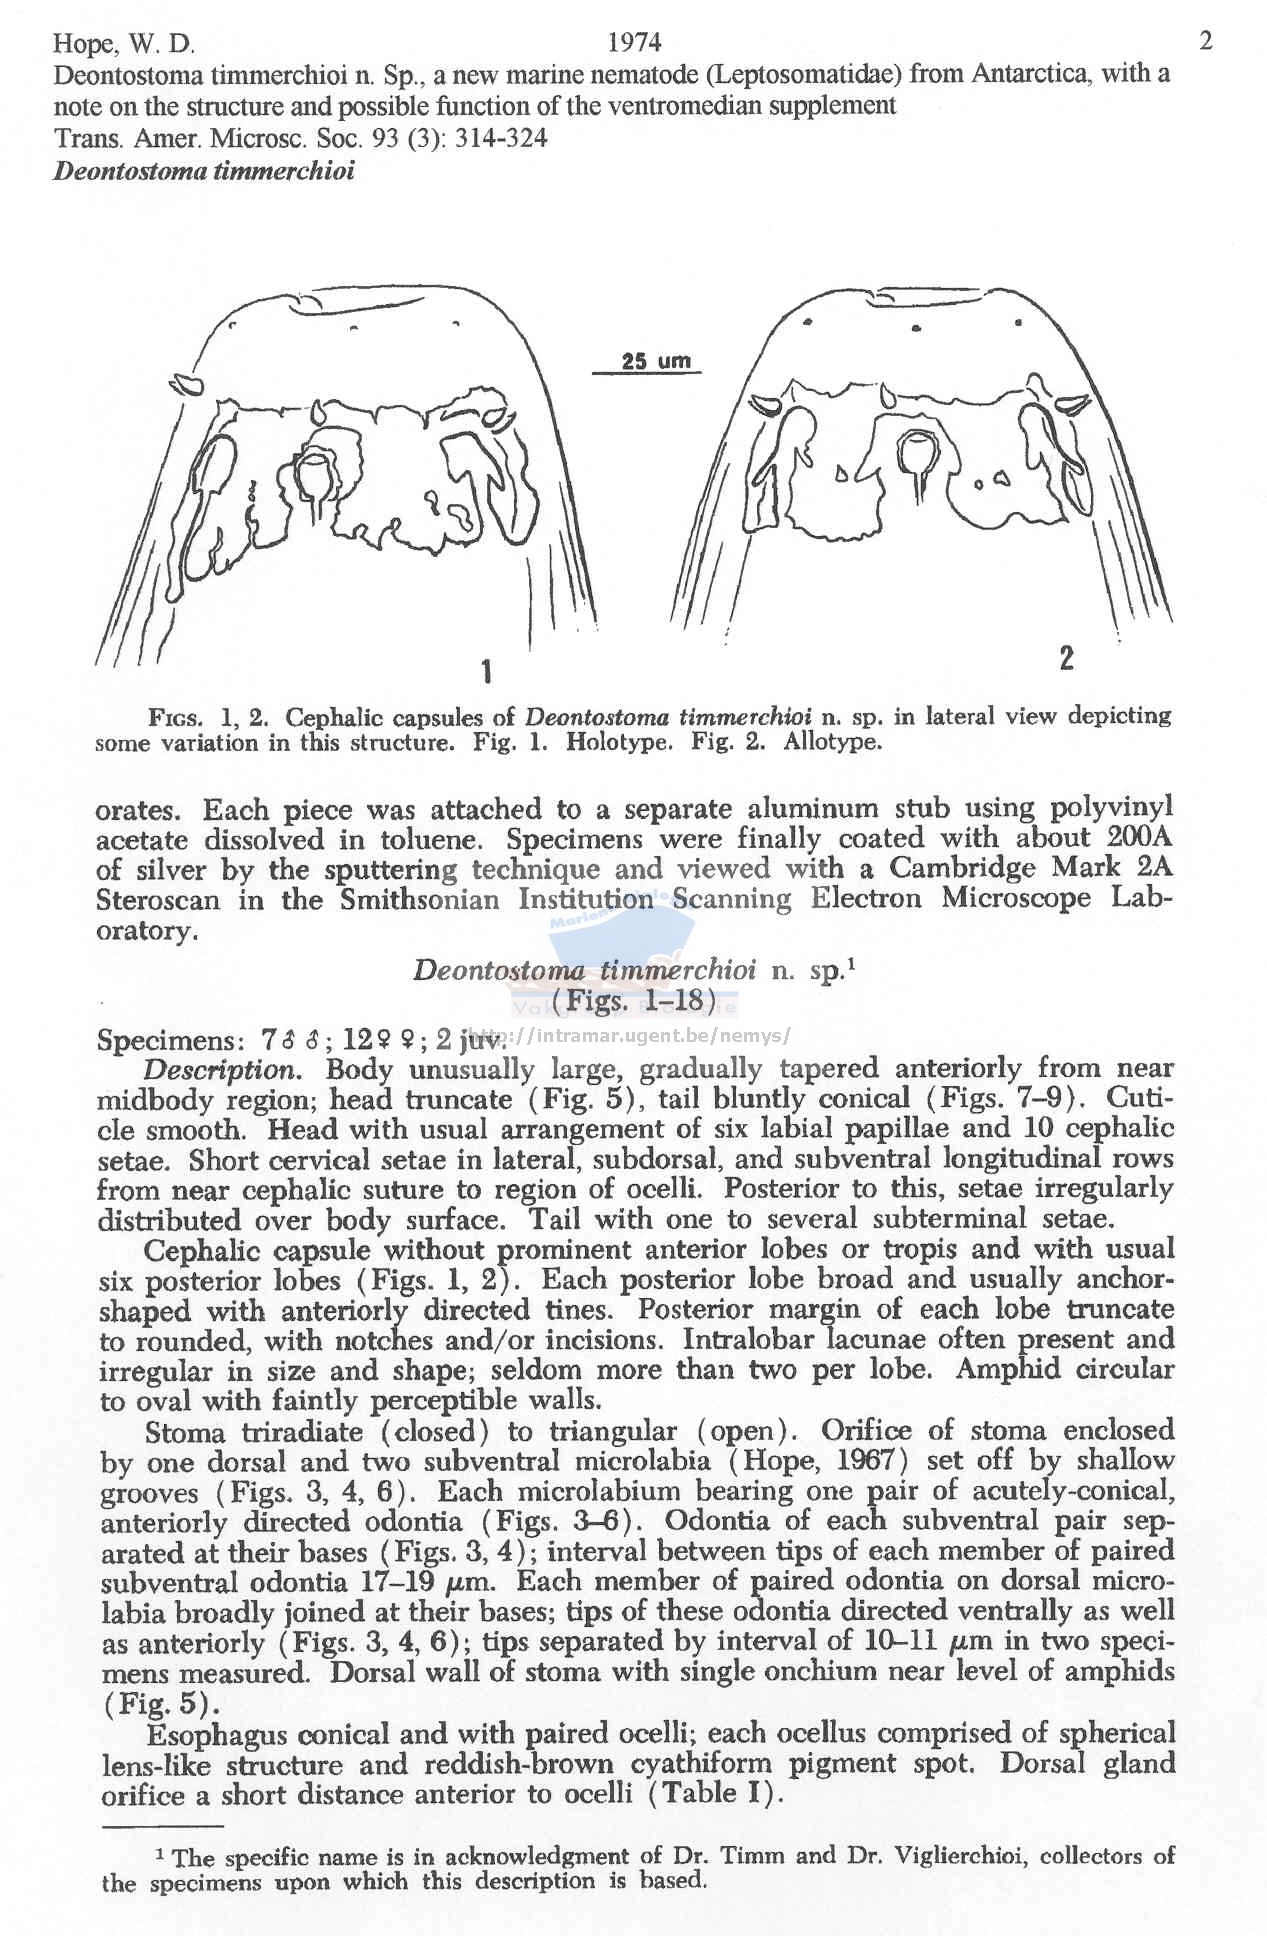 Hope, W. D. 1974 2
Deontostoma timmerchioi n. Sp., a new marine nematode (Leptosomatidae) from Antarctica, with a
note on the structure and possible function of the ventromedian supplement
Trans. Amer. Microsc. Soc. 93 (3): 314-324
Deontostoma timmerchioi
25 um
1
2
FIGS. 1, 2. Cephalic capsules of Deontostoma timmerchioi n. sp. in lateral view depicting
some variation in this structure. Fig. 1. Holotype. Fig. 2. Allotype.
orates. Each piece was attached to a separate aluminum stub using polyvinyl
acetate dissolved in toluene. Specimens were finally coated with about 200A
of silver by the sputtering technique and viewed with a Cambridge Mark 2A
Steroscan in the Smithsonian Institution Scanning Electron Microscope Lab-
oratory.
Deontostoma timmerchioi n. sp.¹
(Figs. 1–18)
http://intramar.ugent.be/nemys/
Specimens: 7♂♂; 12♀♀; 2 juv.
Description. Body unusually large, gradually tapered anteriorly from near
midbody region; head truncate (Fig. 5), tail bluntly conical (Figs. 7–9). Cuti-
cle smooth. Head with usual arrangement of six labial papillae and 10 cephalic
setae. Short cervical setae in lateral, subdorsal, and subventral longitudinal rows
from near cephalic suture to region of ocelli. Posterior to this, setae irregularly
distributed over body surface. Tail with one to several subterminal setae.
Cephalic capsule without prominent anterior lobes or tropis and with usual
six posterior lobes (Figs. 1, 2). Each posterior lobe broad and usually anchor-
shaped with anteriorly directed tines. Posterior margin of each lobe truncate
to rounded, with notches and/or incisions. Intralobar lacunae often present and
irregular in size and shape; seldom more than two per lobe. Amphid circular
to oval with faintly perceptible walls.
Stoma triradiate (closed) to triangular (open). Orifice of stoma enclosed
by one dorsal and two subventral microlabia (Hope, 1967) set off by shallow
grooves (Figs. 3, 4, 6). Each microlabium bearing one pair of acutely-conical,
anteriorly directed odontia (Figs. 3–6). Odontia of each subventral pair sep-
arated at their bases (Figs. 3, 4); interval between tips of each member of paired
subventral odontia 17–19 μm. Each member of paired odontia on dorsal micro-
labia broadly joined at their bases; tips of these odontia directed ventrally as well
as anteriorly (Figs. 3, 4, 6); tips separated by interval of 10–11 μm in two speci-
mens measured. Dorsal wall of stoma with single onchium near level of amphids
(Fig. 5).
Esophagus conical and with paired ocelli; each ocellus comprised of spherical
lens-like structure and reddish-brown cyathiform pigment spot. Dorsal gland
orifice a short distance anterior to ocelli (Table I).
¹ The specific name is in acknowledgment of Dr. Timm and Dr. Viglierchioi, collectors of
the specimens upon which this description is based.